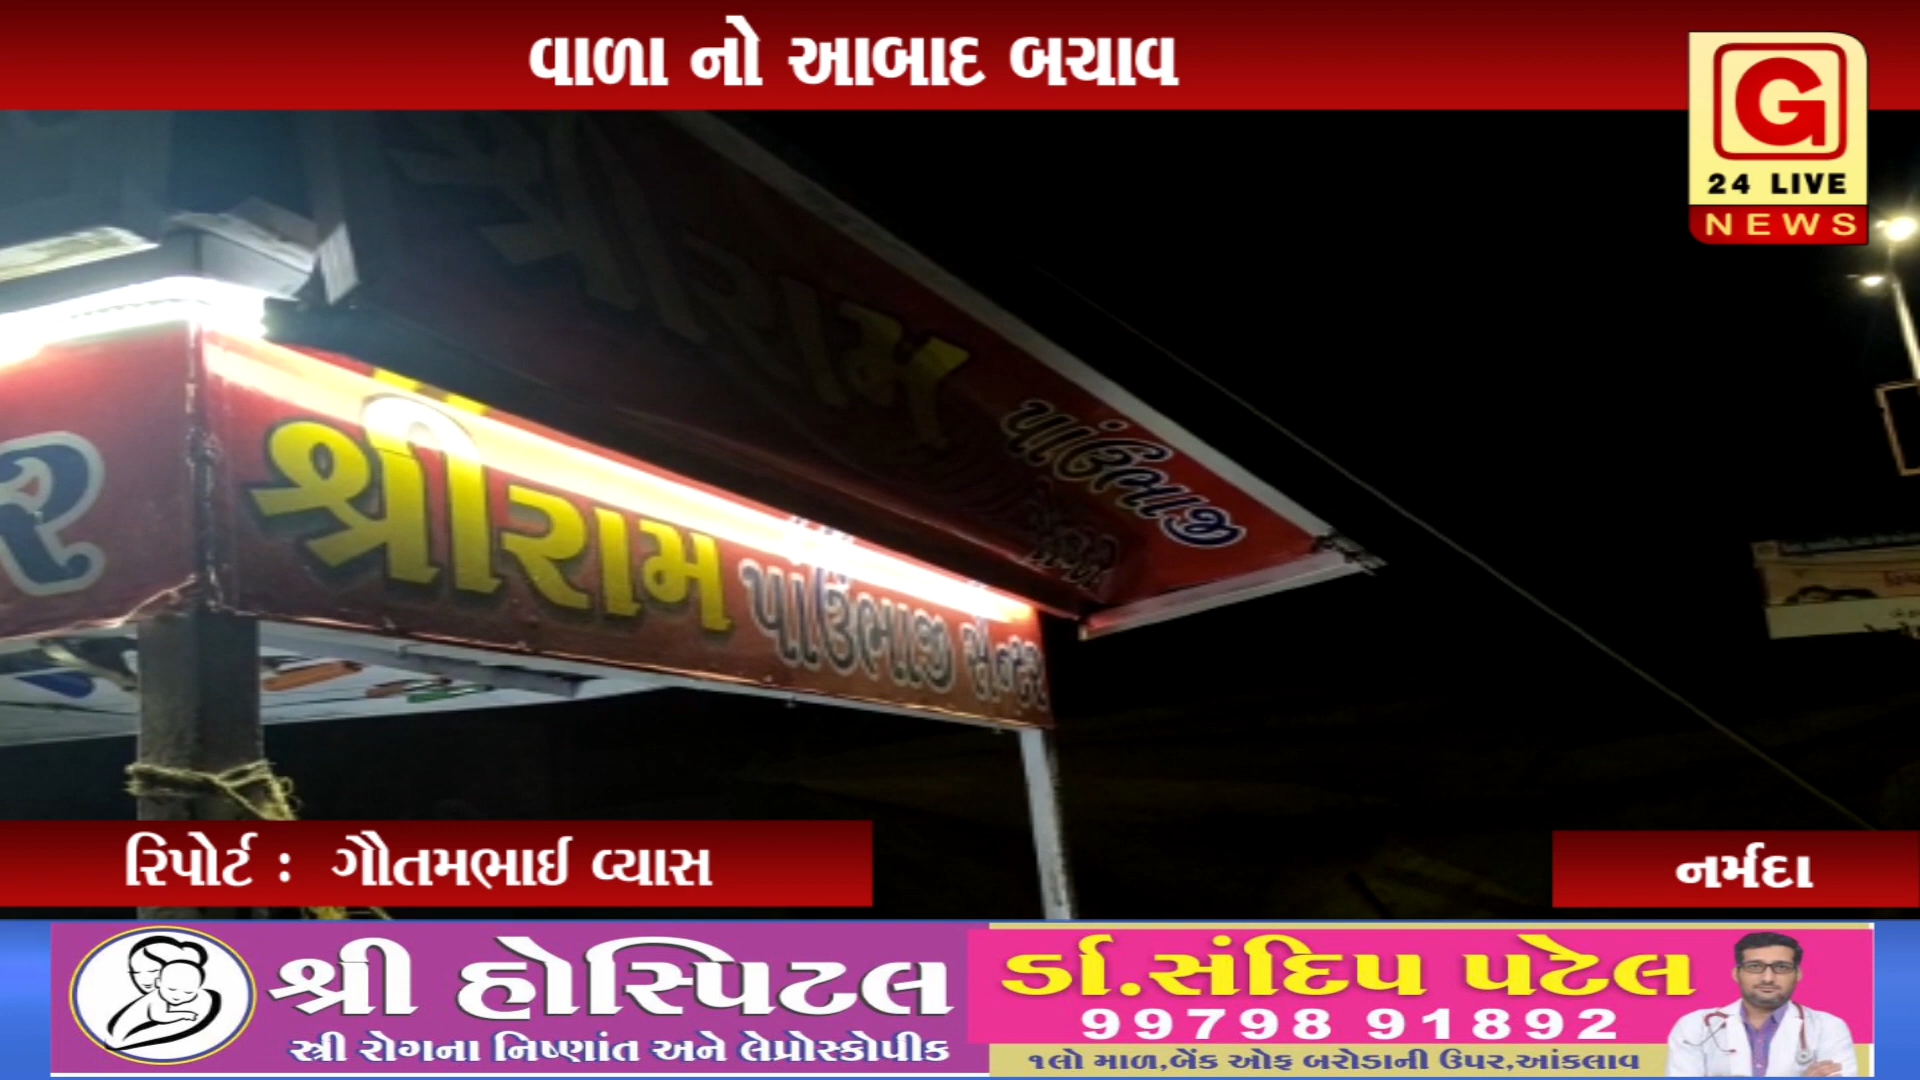 વાળા નો આબાદ બચાવ
G
24 LIVE
NEWS
શ્રીરામ
પાંઉભાજી
ર
શ્રીરામ પાઉંભાજી સેન્ટર
રિપોર્ટ : ગૌતમભાઈ વ્યાસ
નર્મદા
શ્રી હોસ્પિટલ
સ્ત્રી રોગના નિષ્ણાંત અને લેપ્રોસ્કોપીક
ર્ડા.સંદિપ પટેલ
99798 91892
૧લો માળ,બેંક ઓફ બરોડાની ઉપર,આંકલાવ